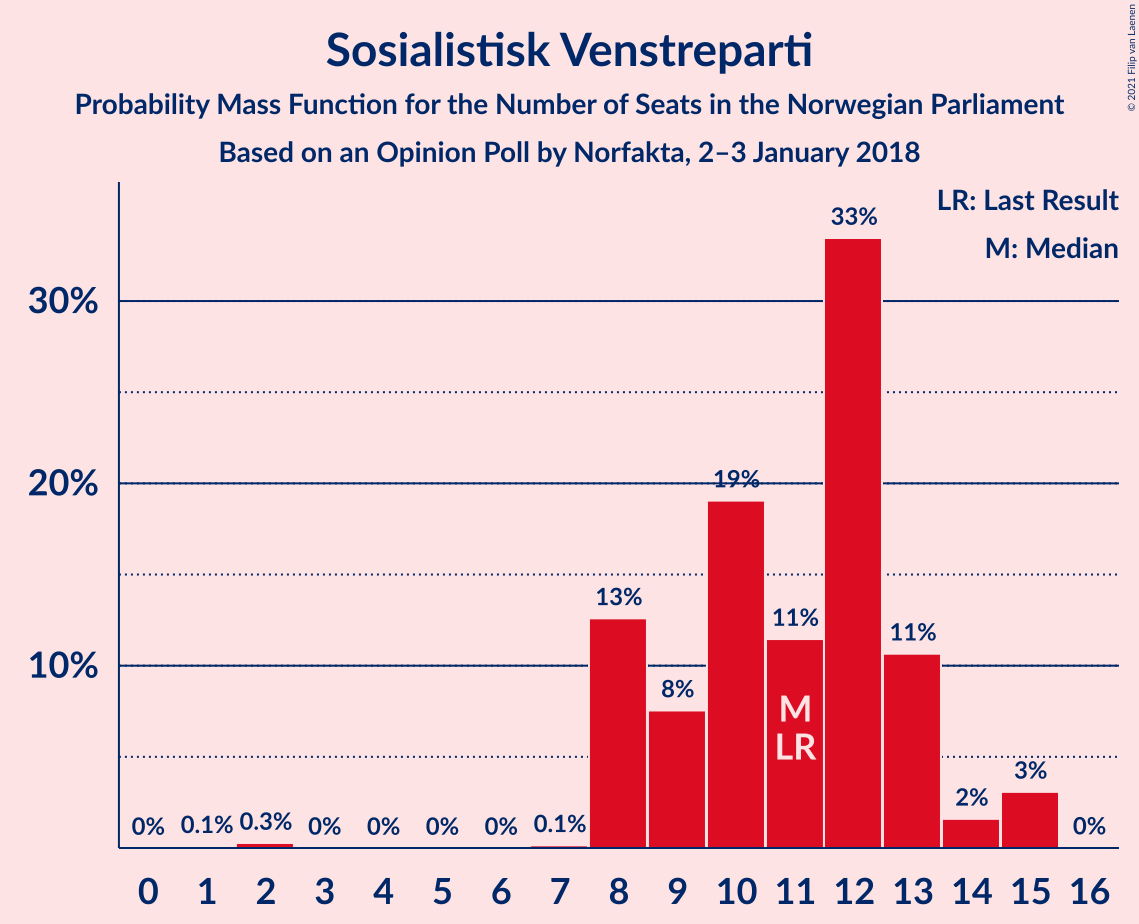 Sosialistisk Venstreparti
Probability Mass Function for the Number of Seats in the Norwegian Parliament
Based on an Opinion Poll by Norfakta, 2–3 January 2018
© 2021 Filip van Laenen
LR: Last Result
M: Median
30%
20%
10%
0% 0.1% 0.3% 0% 0% 0% 0% 0.1% 13% 8% 19% 11% 33% 11% 2% 3% 0%
M
LR
0 1 2 3 4 5 6 7 8 9 10 11 12 13 14 15 16